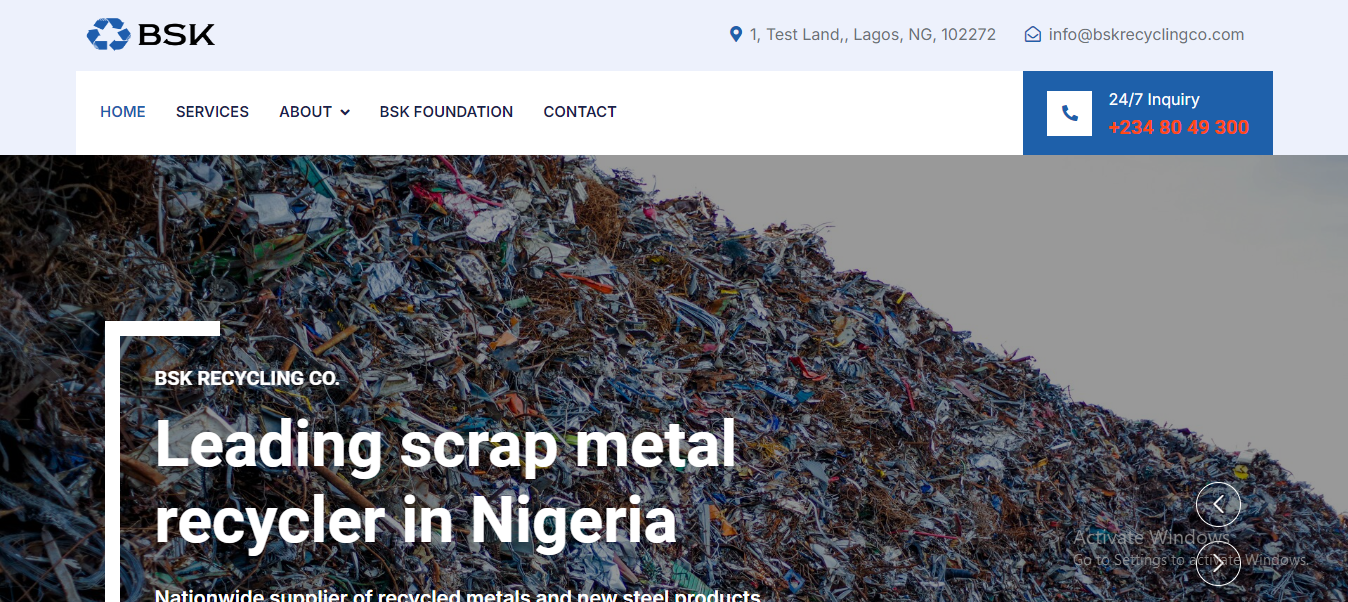 BSK
1, Test Land,, Lagos, NG, 102272
info@bskrecyclingco.com
HOME
SERVICES
ABOUT
BSK FOUNDATION
CONTACT
24/7 Inquiry
+234 80 49 300
BSK RECYCLING CO.
Leading scrap metal
recycler in Nigeria
Nationwide supplier of recycled metals and new steel products
Activate Windows
Go to Settings to activate Windows.